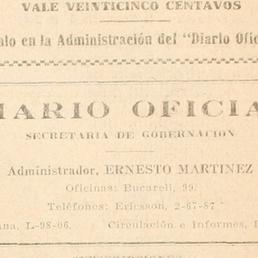 VALE VEINTICINCO CENTAVOS
alo en la Administración del "Diario Ofic
IARIO OFICIA
SECRETARIA DE GOBERNACION
Administrador, ERNESTO MARTINEZ
Oficinas: Bucareli, 99.
Teléfonos: Ericsson, 2-67-87
ana, L-98-06. Circulación e Informes,